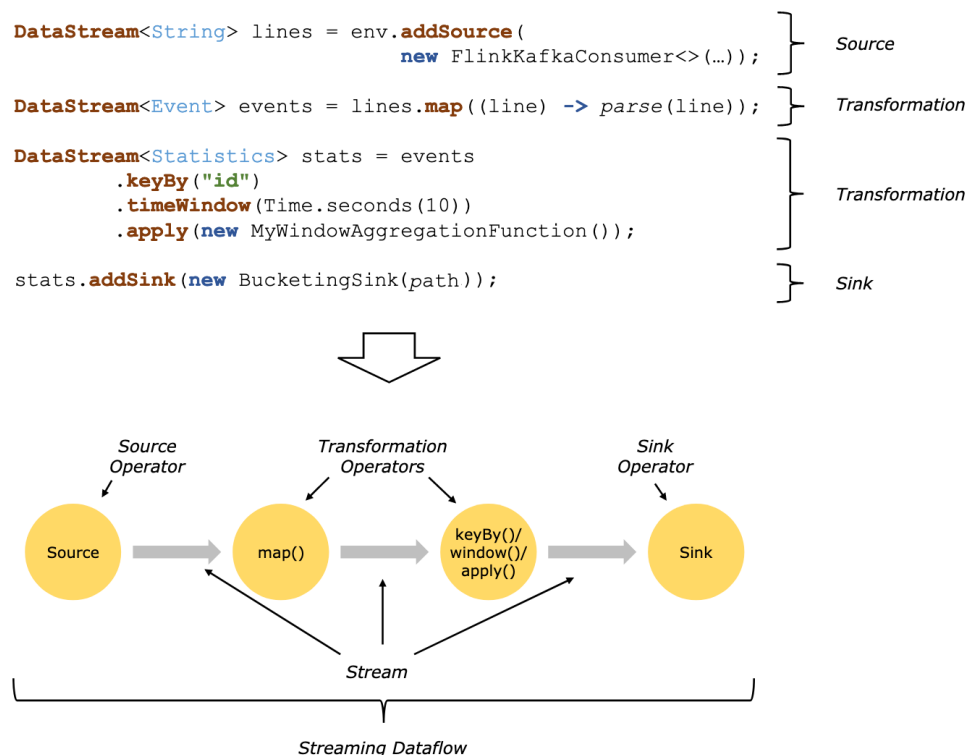 DataStream<String> lines = env.addSource(
new FlinkKafkaConsumer<>(…));
Source
DataStream<Event> events = lines.map((line) -> parse(line));
Transformation
DataStream<Statistics> stats = events
.keyBy("id")
.timeWindow(Time.seconds(10))
.apply(new MyWindowAggregationFunction());
Transformation
stats.addSink(new BucketingSink(path));
Sink
Source
Operator
Transformation
Operators
Sink
Operator
Source
map()
keyBy()/
window()/
apply()
Sink
Stream
Streaming Dataflow